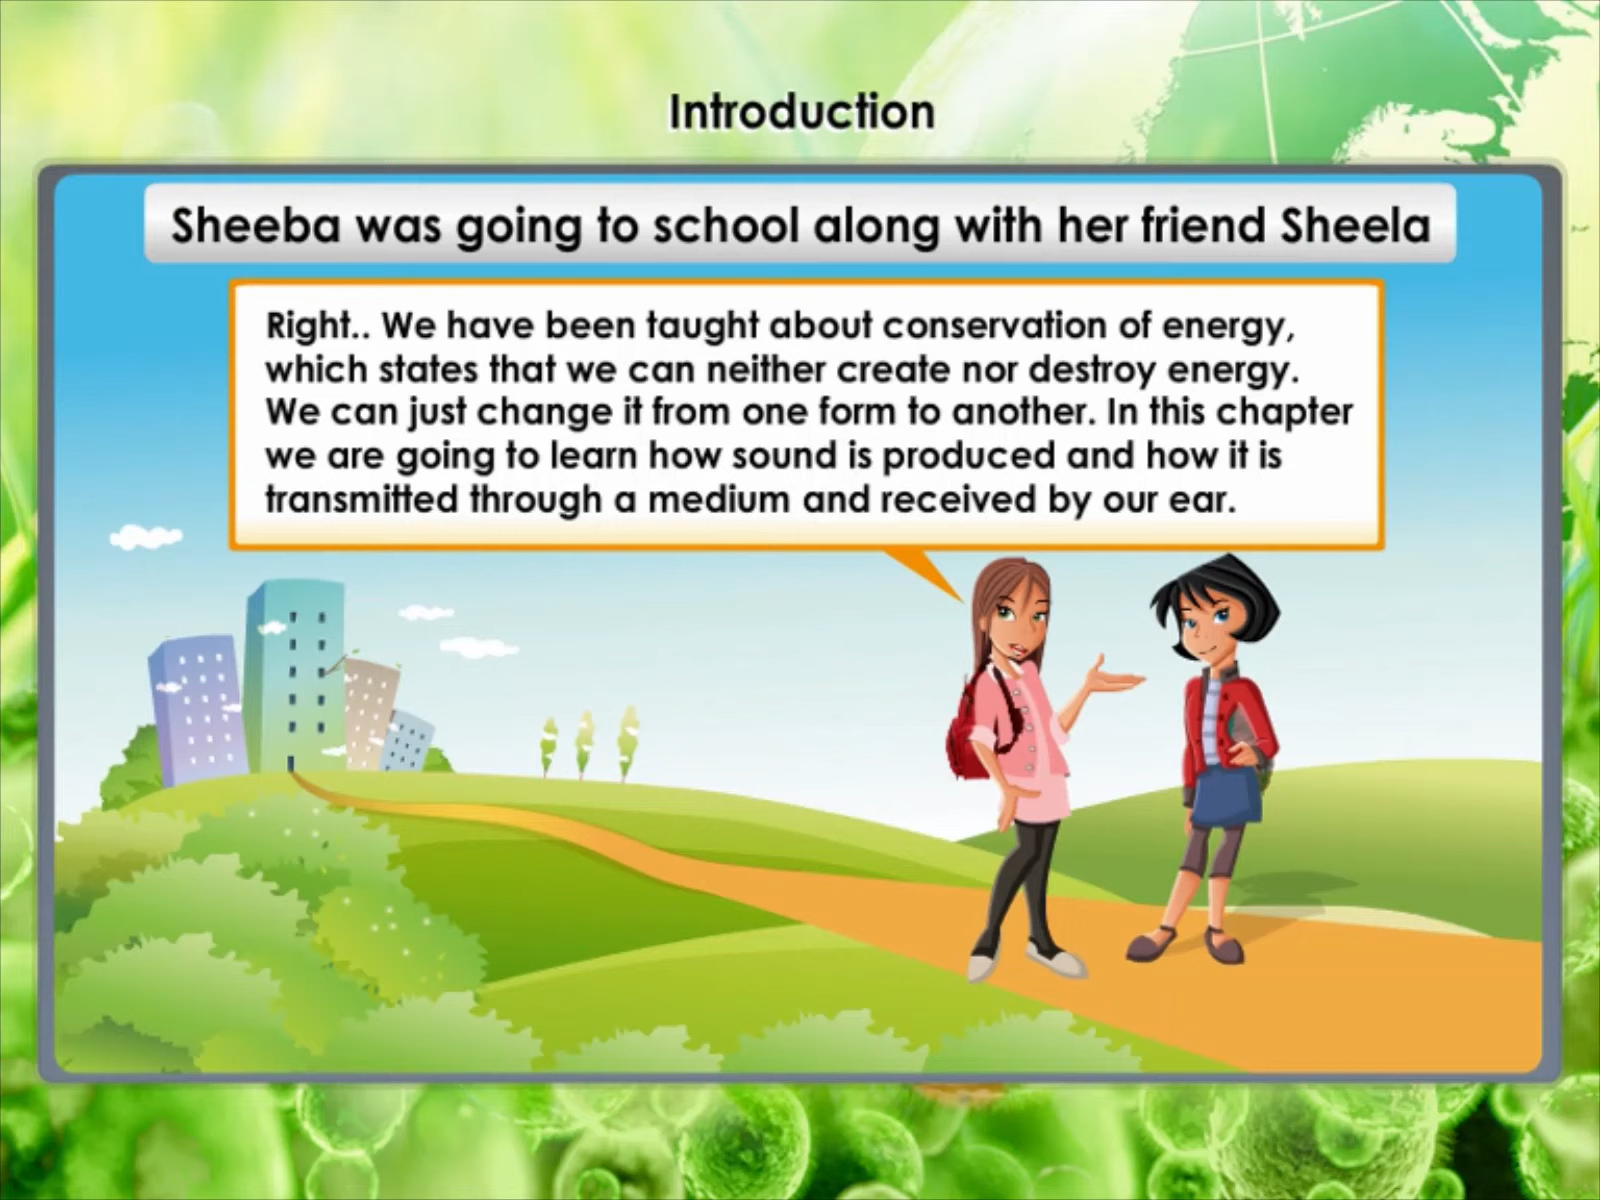 Introduction
Sheeba was going to school along with her friend Sheela
Right.. We have been taught about conservation of energy,
which states that we can neither create nor destroy energy.
We can just change it from one form to another. In this chapter
we are going to learn how sound is produced and how it is
transmitted through a medium and received by our ear.